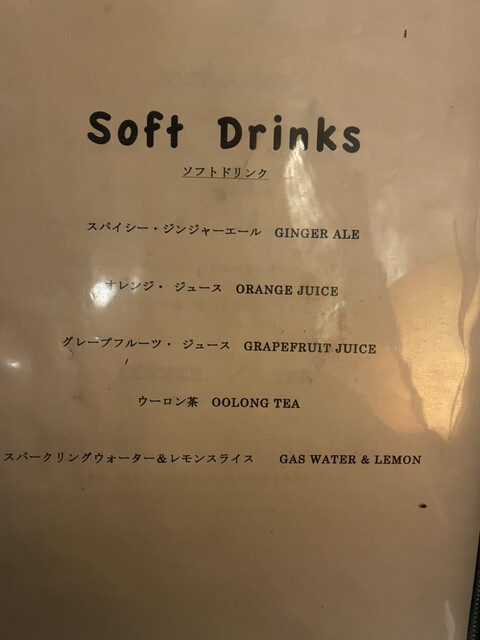 Soft Drinks
ソフトドリンク
スパイシー・ジンジャーエール GINGER ALE
オレンジ・ ジュース ORANGE JUICE
グレープフルーツ・ ジュース GRAPEFRUIT JUICE
ウーロン茶 OOLONG TEA
スパークリングウォーター&レモンスライス GAS WATER & LEMON